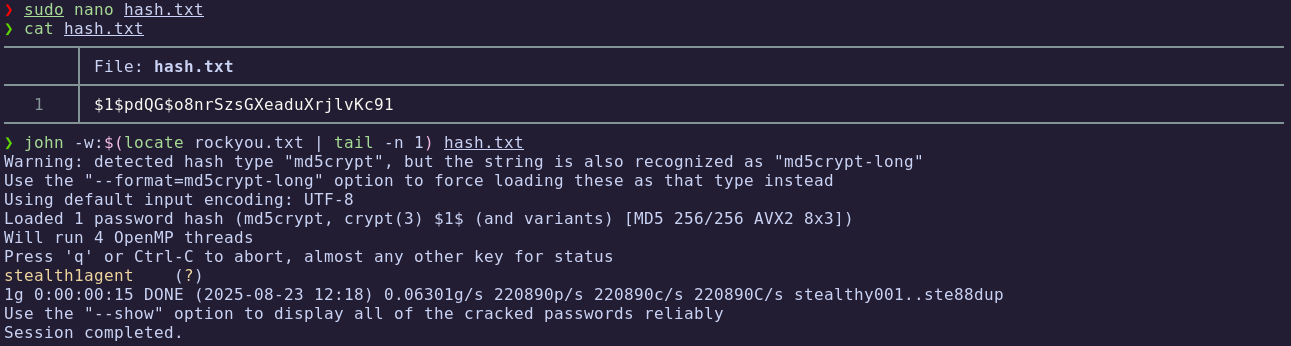 ❯ sudo nano hash.txt
❯ cat hash.txt
File: hash.txt
1 $1$pdQG$o8nrSzsGXeaduXrjlvKc91
❯ john -w:$(locate rockyou.txt | tail -n 1) hash.txt
Warning: detected hash type "md5crypt", but the string is also recognized as "md5crypt-long"
Use the "--format=md5crypt-long" option to force loading these as that type instead
Using default input encoding: UTF-8
Loaded 1 password hash (md5crypt, crypt(3) $1$ (and variants) [MD5 256/256 AVX2 8x3])
Will run 4 OpenMP threads
Press 'q' or Ctrl-C to abort, almost any other key for status
stealth1agent    (?)
1g 0:00:00:15 DONE (2025-08-23 12:18) 0.06301g/s 220890p/s 220890c/s 220890C/s stealthy001..ste88dup
Use the "--show" option to display all of the cracked passwords reliably
Session completed.